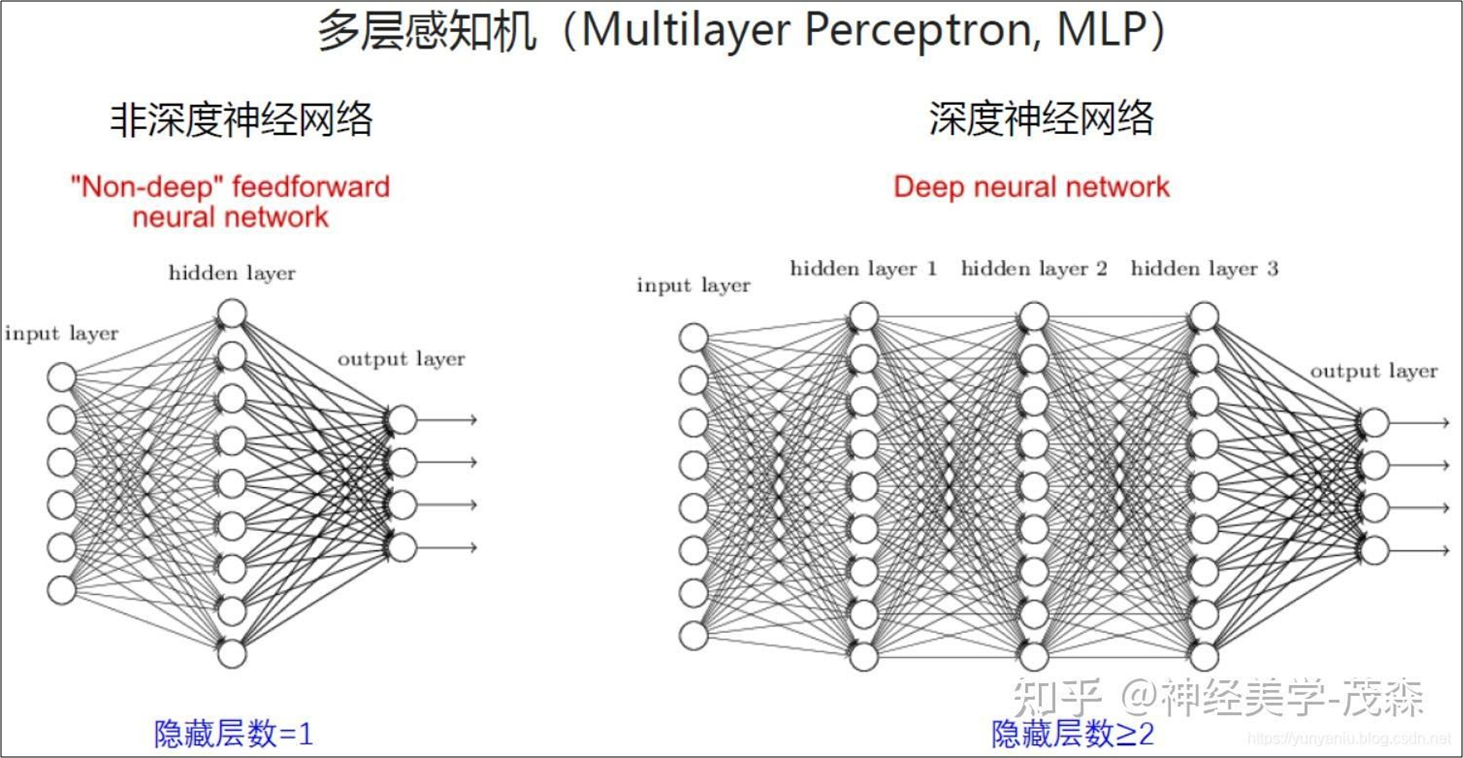 多层感知机（Multilayer Perceptron, MLP）
非深度神经网络
"Non-deep" feedforward
neural network
hidden layer
input layer
output layer
隐藏层数=1
深度神经网络
Deep neural network
hidden layer 1 hidden layer 2 hidden layer 3
input layer
output layer
隐藏层数≥2
知乎 @神经美学-茂森
https://yunyaniu.blog.csdn.net